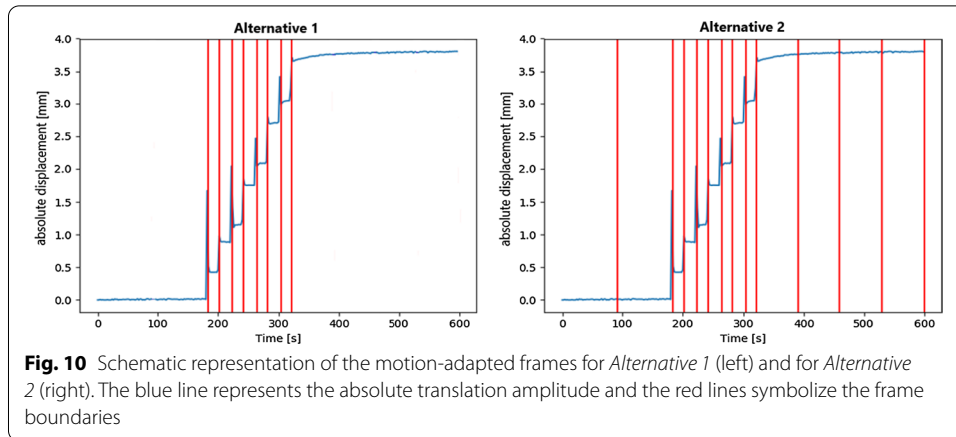 Alternative 1
4.0
3.5
3.0
2.5
2.0
1.5
1.0
0.5
0.0
absolute displacement [mm]
0 100 200 300 400 500 600
Time [s]
Alternative 2
4.0
3.5
3.0
2.5
2.0
1.5
1.0
0.5
0.0
absolute displacement [mm]
0 100 200 300 400 500 600
Time [s]
Fig. 10 Schematic representation of the motion-adapted frames for Alternative 1 (left) and for Alternative
2 (right). The blue line represents the absolute translation amplitude and the red lines symbolize the frame
boundaries